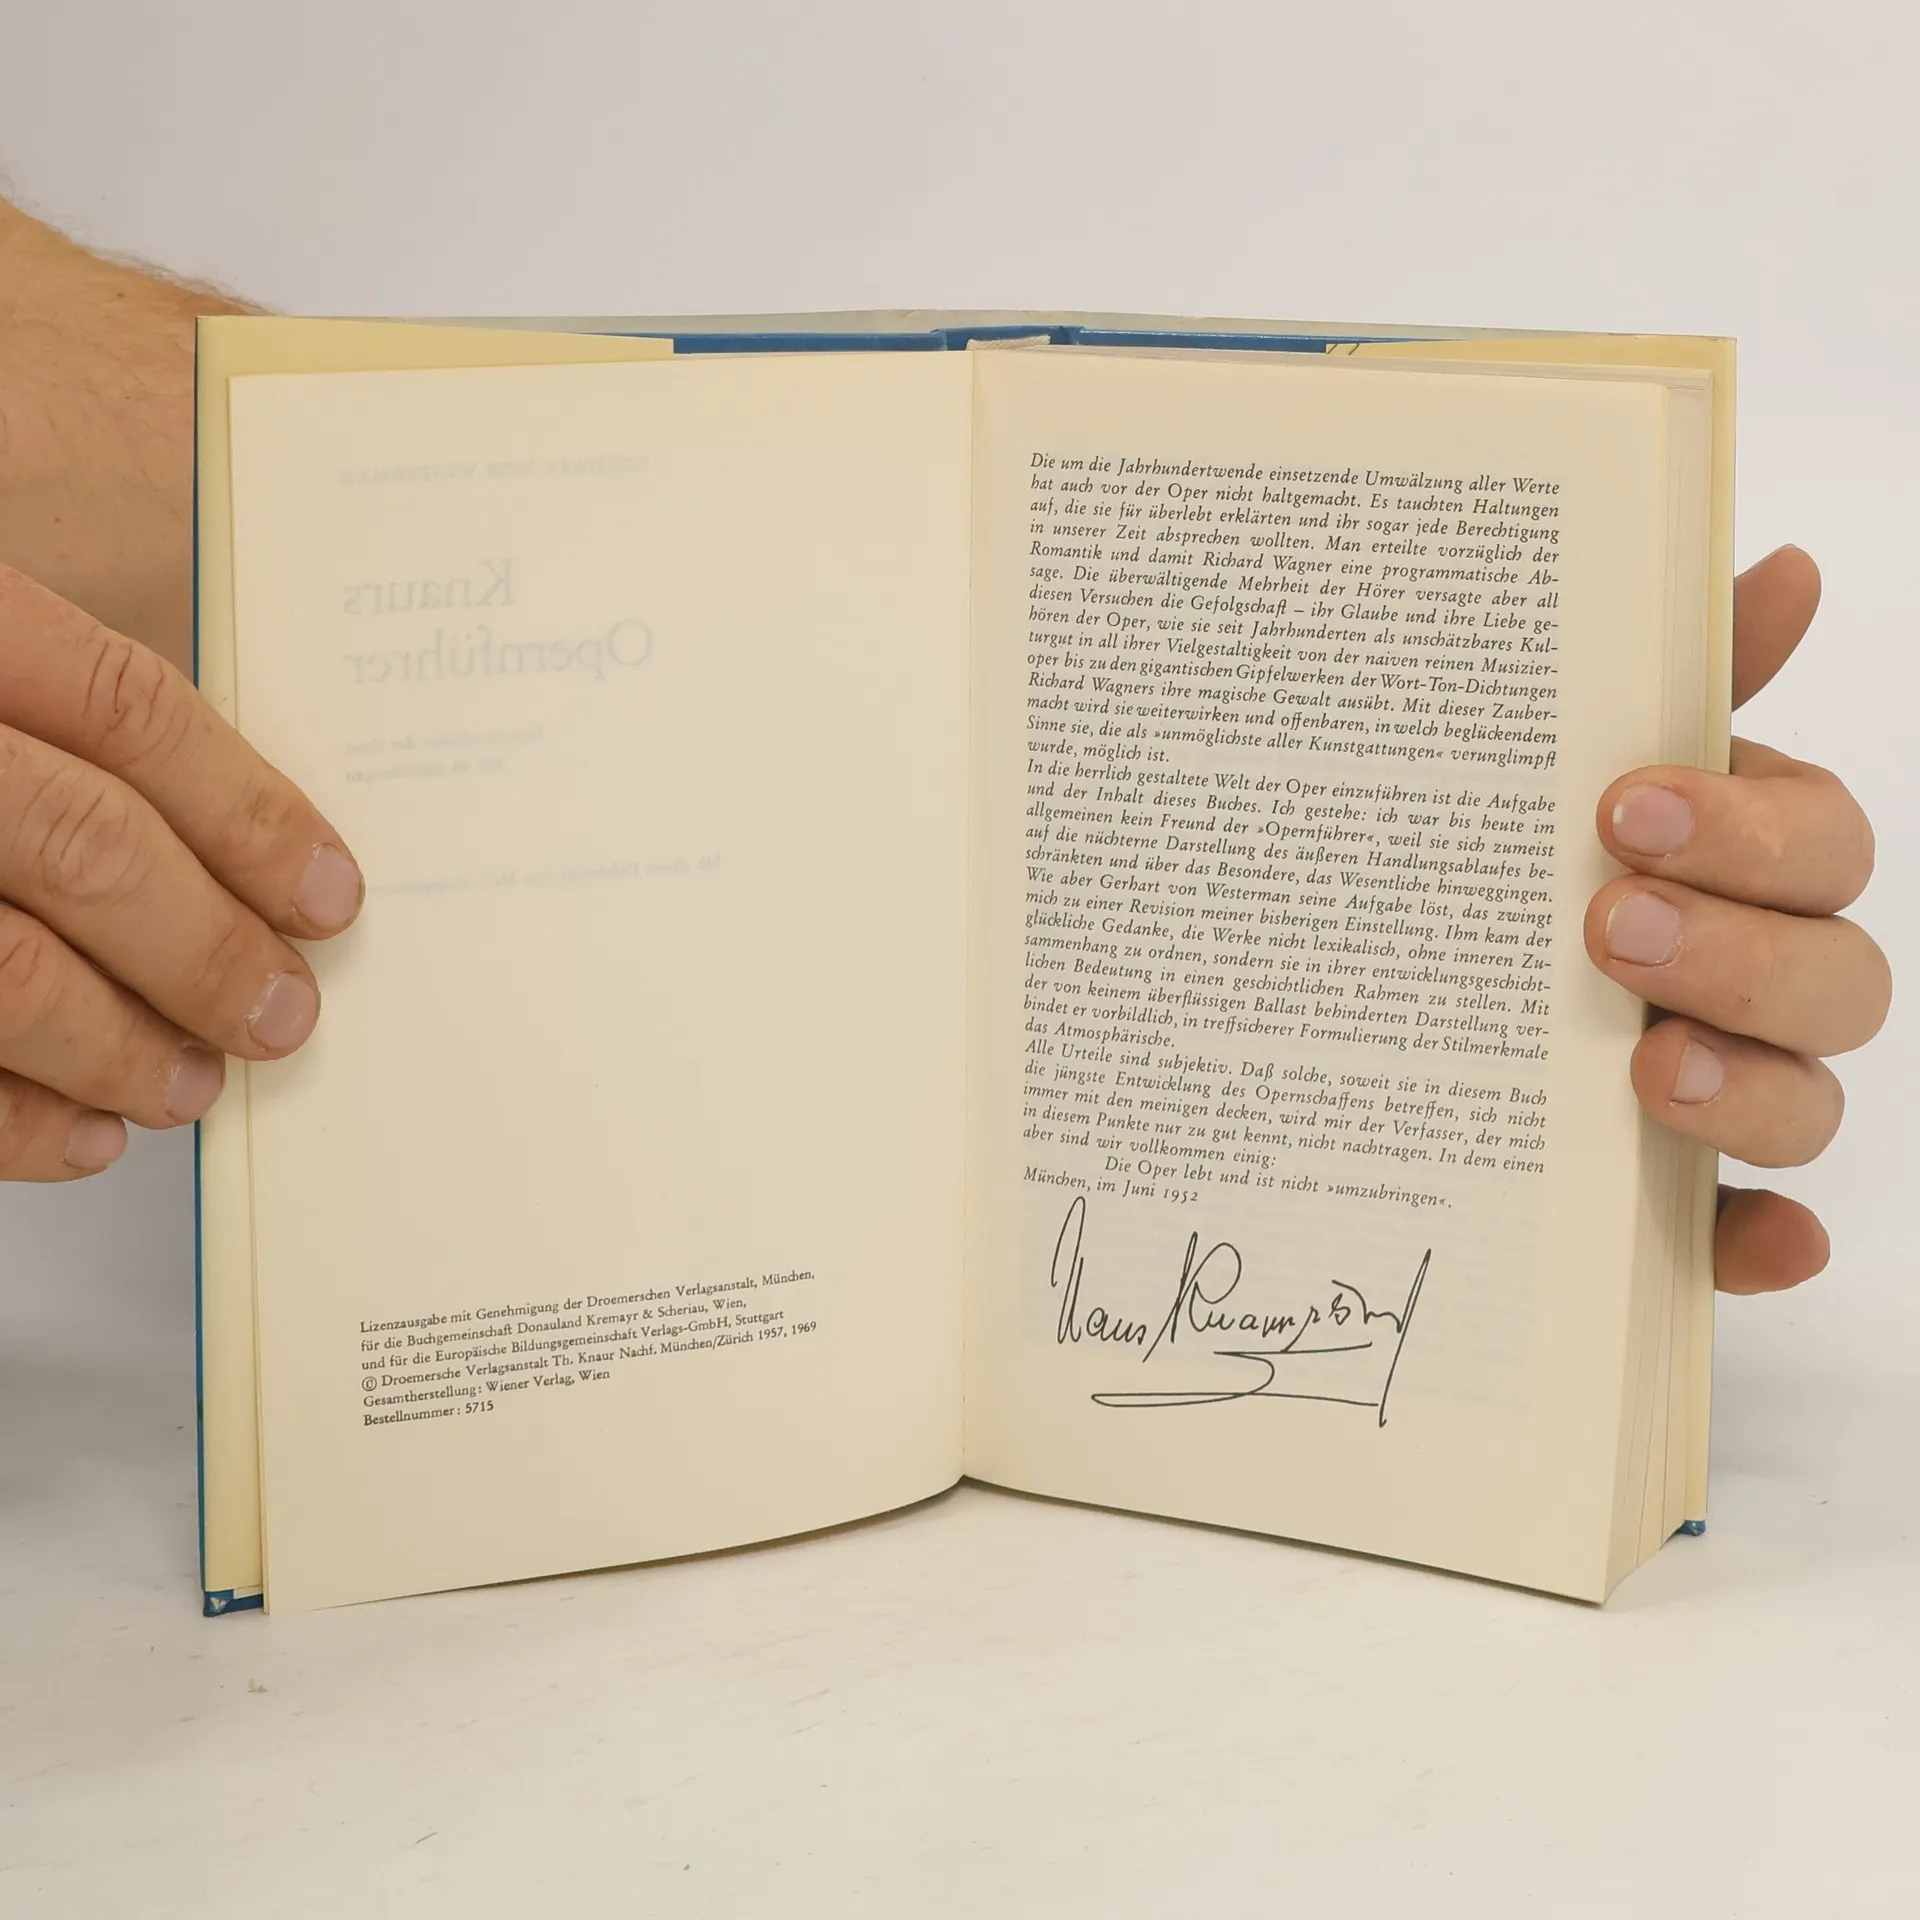 Knaurs
Opernführer
Lizenzausgabe mit Genehmigung der Droemerschen Verlagsanstalt, München,
für die Buchgemeinschaft Donauland Kremayr & Scheriau, Wien,
und für die Europäische Bildungsgemeinschaft Verlags-GmbH, Stuttgart
© Droemersche Verlagsanstalt Th. Knaur Nachf. München/Zürich 1957, 1969
Gesamtherstellung: Wiener Verlag, Wien
Bestellnummer: 5715
Die um die Jahrhundertwende einsetzende Umwälzung aller Werte
hat auch vor der Oper nicht haltgemacht. Es tauchten Haltungen
auf, die sie für überlebt erklärten und ihr sogar jede Berechtigung
in unserer Zeit absprechen wollten. Man erteilte vorzüglich der
Romantik und damit Richard Wagner eine programmatische Ab-
sage. Die überwältigende Mehrheit der Hörer versagte aber all
diesen Versuchen die Gefolgschaft – ihr Glaube und ihre Liebe ge-
hören der Oper, wie sie seit Jahrhunderten als unschätzbares Kul-
turgut in all ihrer Vielgestaltigkeit von der naiven reinen Musizier-
oper bis zu den gigantischen Gipfelwerken der Wort-Ton-Dichtungen
Richard Wagners ihre magische Gewalt ausübt. Mit dieser Zauber-
macht wird sie weiterwirken und offenbaren, in welch beglückendem
Sinne sie, die als »unmöglichste aller Kunstgattungen« verunglimpft
wurde, möglich ist.
In die herrlich gestaltete Welt der Oper einzuführen ist die Aufgabe
und der Inhalt dieses Buches. Ich gestehe: ich war bis heute im
allgemeinen kein Freund der »Opernführer«, weil sie sich zumeist
auf die nüchterne Darstellung des äußeren Handlungsablaufes be-
schränkten und über das Besondere, das Wesentliche hinweggingen.
Wie aber Gerhart von Westerman seine Aufgabe löst, das zwingt
mich zu einer Revision meiner bisherigen Einstellung. Ihm kam der
glückliche Gedanke, die Werke nicht lexikalisch, ohne inneren Zu-
sammenhang zu ordnen, sondern sie in ihrer entwicklungsgeschicht-
lichen Bedeutung in einen geschichtlichen Rahmen zu stellen. Mit
der von keinem überflüssigen Ballast behinderten Darstellung ver-
bindet er vorbildlich, in treffsicherer Formulierung der Stilmerkmale
das Atmosphärische.
Alle Urteile sind subjektiv. Daß solche, soweit sie in diesem Buch
die jüngste Entwicklung des Opernschaffens betreffen, sich nicht
immer mit den meinigen decken, wird mir der Verfasser, der mich
in diesem Punkte nur zu gut kennt, nicht nachtragen. In dem einen
aber sind wir vollkommen einig:
Die Oper lebt und ist nicht »umzubringen«.
München, im Juni 1952
Hans Knappertsbusch